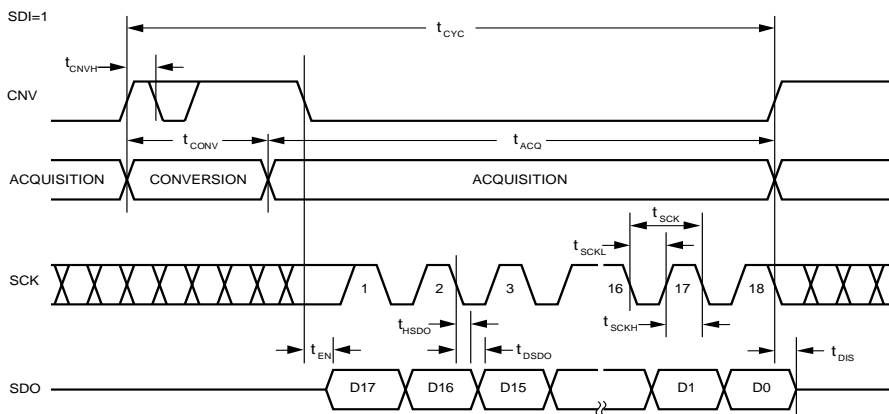 SDI=1
tCYC
tCNVH
CNV
tCONV
tACQ
ACQUISITION
CONVERSION
ACQUISITION
tSCK
tSCKL
SCK
1
2
3
16
17
18
tHSDO
tSCKH
tEN
tDSDO
tDIS
SDO
D17
D16
D15
D1
D0